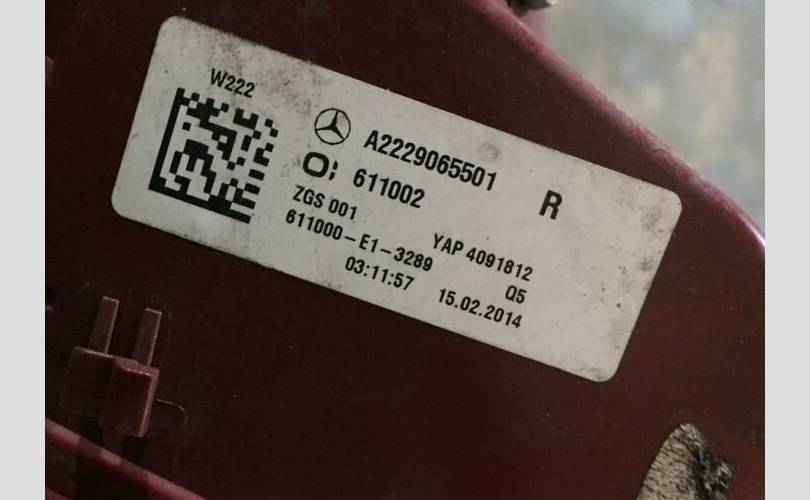 W222
A2229065501
611002
R
ZGS 001
YAP 4091812
611000-E1-3289
Q5
03:11:57
15.02.2014